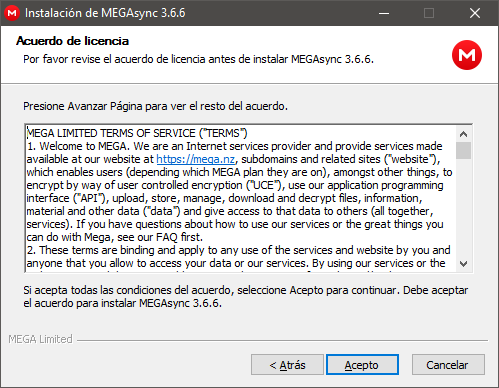 Instalación de MEGAsync 3.6.6
Acuerdo de licencia
Por favor revise el acuerdo de licencia antes de instalar MEGAsync 3.6.6.
M
Presione Avanzar Página para ver el resto del acuerdo.
MEGA LIMITED TERMS OF SERVICE ("TERMS")
1. Welcome to MEGA. We are an Internet services provider and provide services made
available at our website at https://mega.nz, subdomains and related sites ("website"),
which enables users (depending which MEGA plan they are on), amongst other things, to
encrypt by way of user controlled encryption ("UCE"), use our application programming
interface ("API"), upload, store, manage, download and decrypt files, information,
material and other data ("data") and give access to that data to others (all together,
services). If you have questions about how to use our services or the great things you
can do with Mega, see our FAQ first.
2. These terms are binding and apply to any use of the services and website by you and
anyone that you allow to access your data or our services. By using our services or the
Si acepta todas las condiciones del acuerdo, seleccione Acepto para continuar. Debe aceptar
el acuerdo para instalar MEGAsync 3.6.6.
MEGA Limited
< Atrás
Acepto
Cancelar